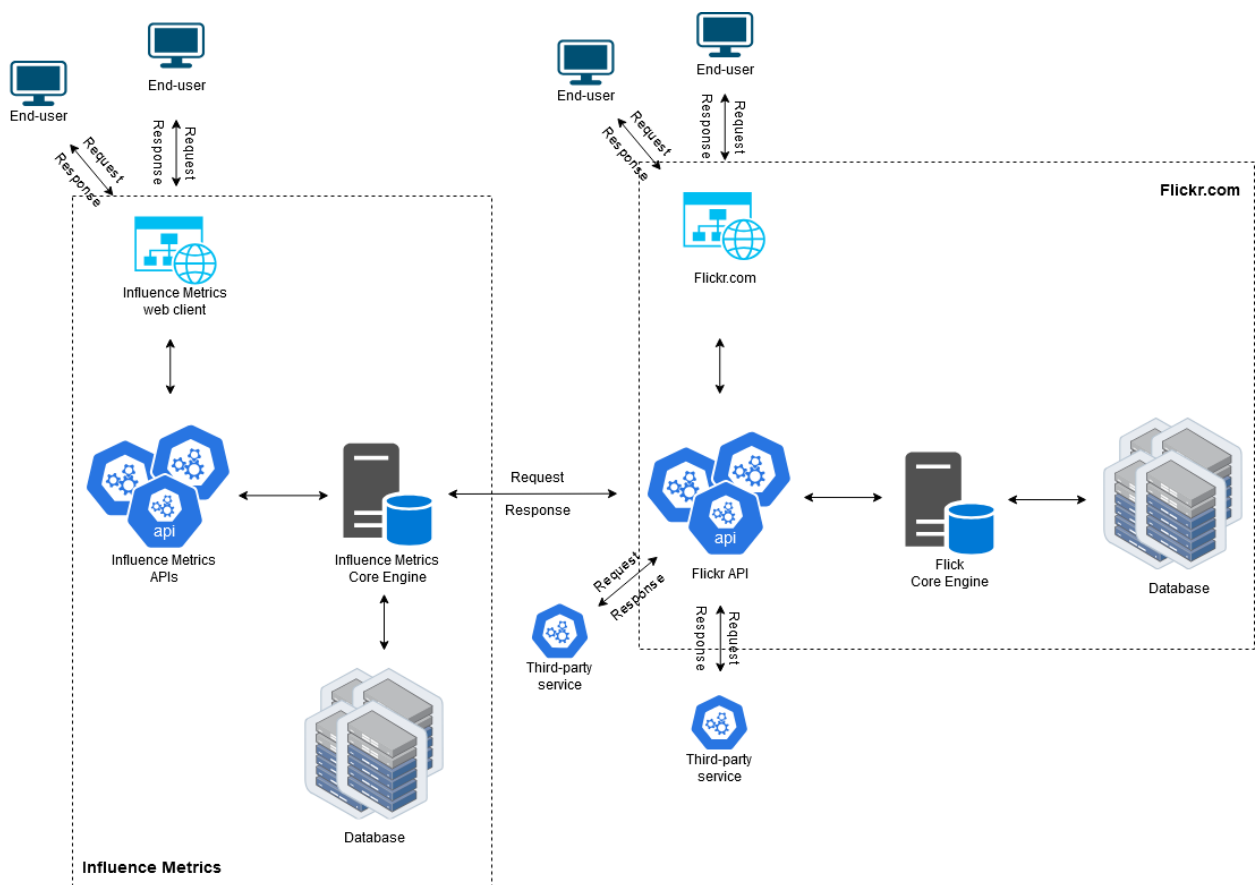 End-user
End-user
Request
Response
Request
Response
Influence Metrics
web client
api
Influence Metrics
APIs
Influence Metrics
Core Engine
Database
Influence Metrics
Request
Response
End-user
End-user
Request
Response
Request
Response
Flickr.com
Flickr.com
api
Flickr API
Flick
Core Engine
Database
Request
Response
Third-party
service
Request
Response
Third-party
service